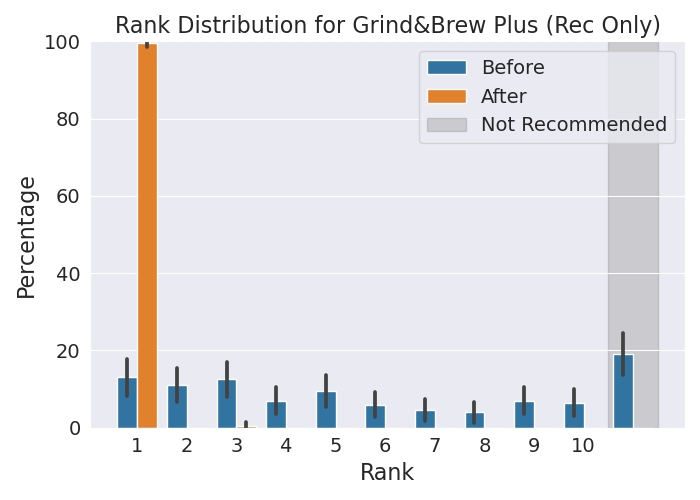 Rank Distribution for Grind&Brew Plus (Rec Only)
Percentage
100
80
60
40
20
0
Before
After
Not Recommended
1 2 3 4 5 6 7 8 9 10
Rank